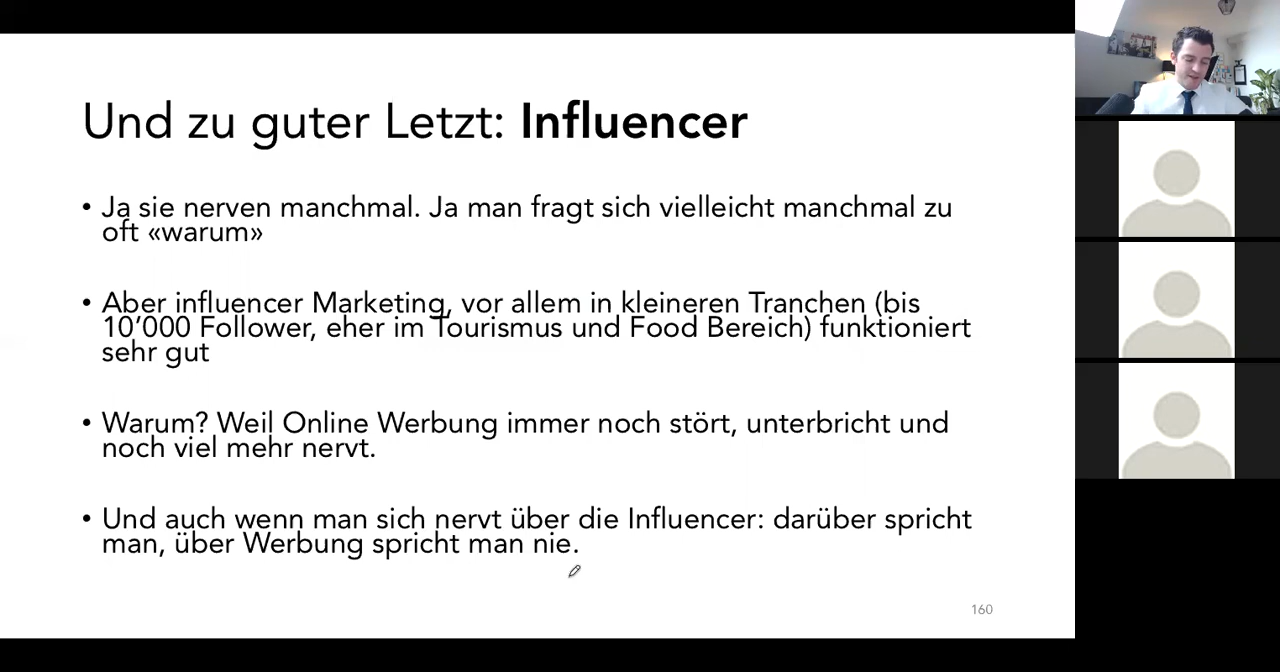 Und zu guter Letzt: Influencer
• Ja sie nerven manchmal. Ja man fragt sich vielleicht manchmal zu
oft «warum»
• Aber influencer Marketing, vor allem in kleineren Tranchen (bis
10’000 Follower, eher im Tourismus und Food Bereich) funktioniert
sehr gut
• Warum? Weil Online Werbung immer noch stört, unterbricht und
noch viel mehr nervt.
• Und auch wenn man sich nervt über die Influencer: darüber spricht
man, über Werbung spricht man nie.
160